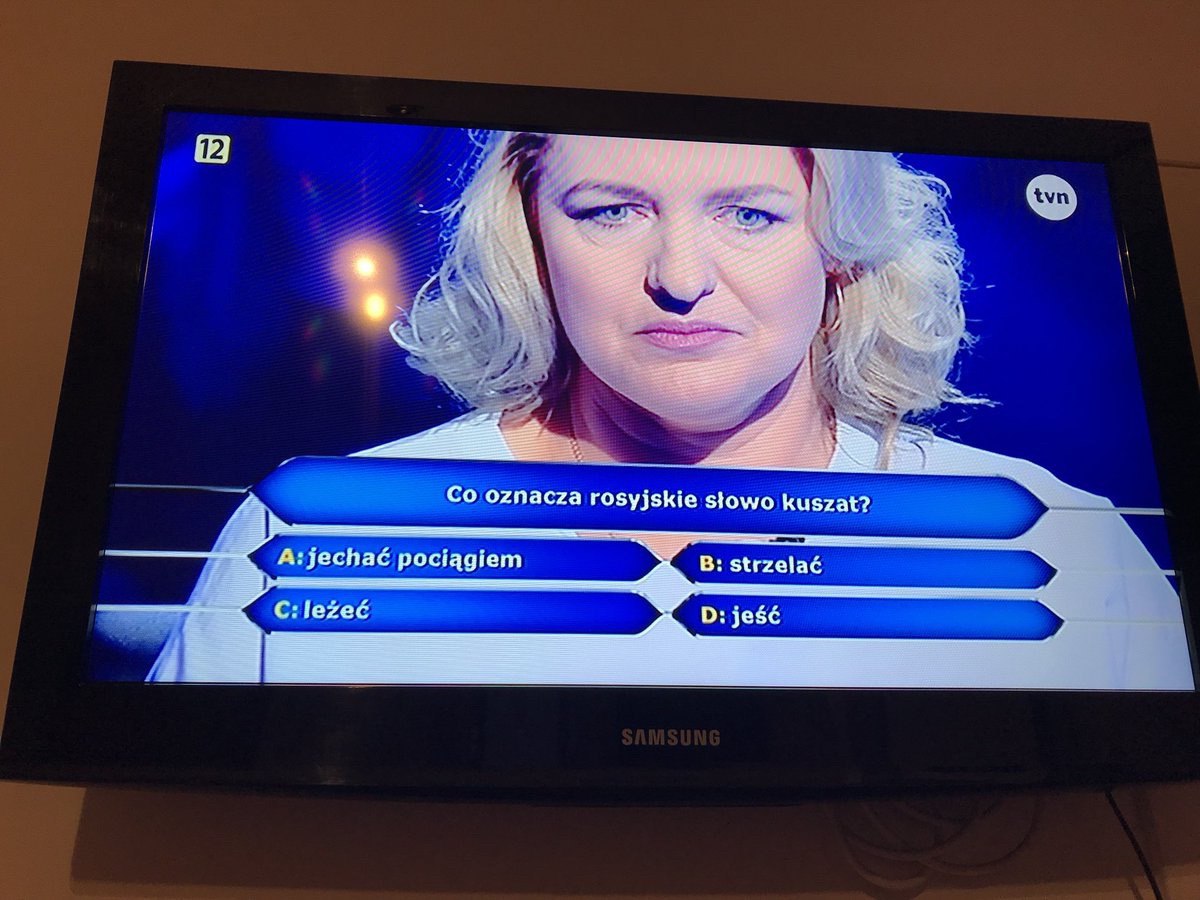 12
tvn
Co oznacza rosyjskie słowo kuszat?
A: jechać pociągiem
B: strzelać
C: leżeć
D: jeść
SAMSUNG